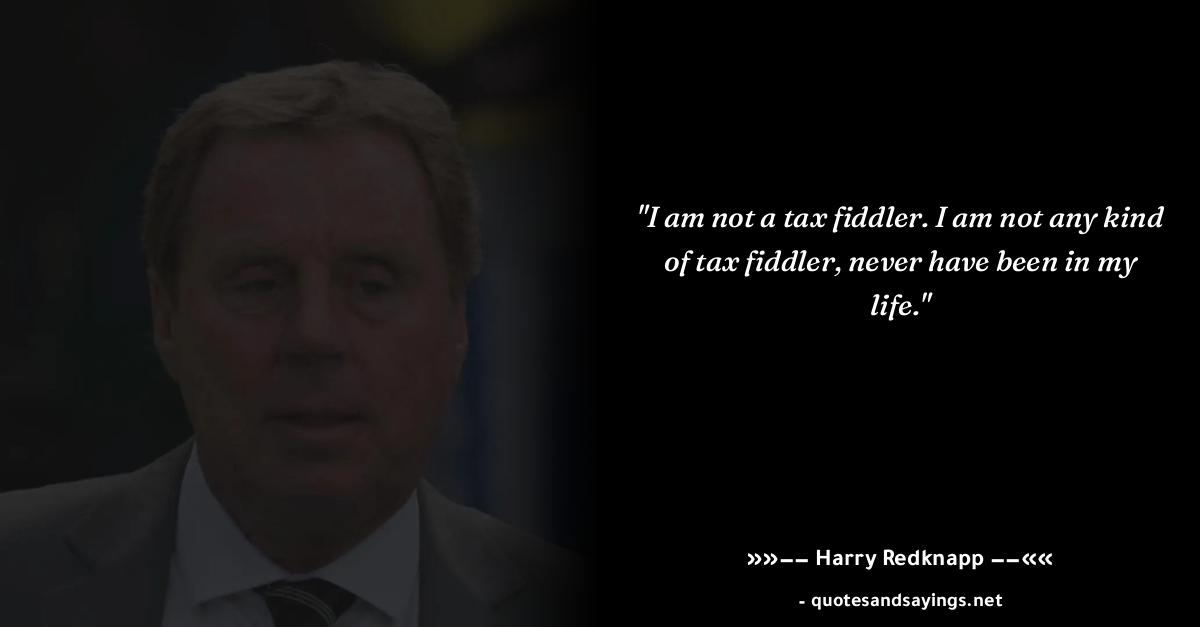 "I am not a tax fiddler. I am not any kind
of tax fiddler, never have been in my
life."
»»−− Harry Redknapp −−««
- quotesandsayings.net